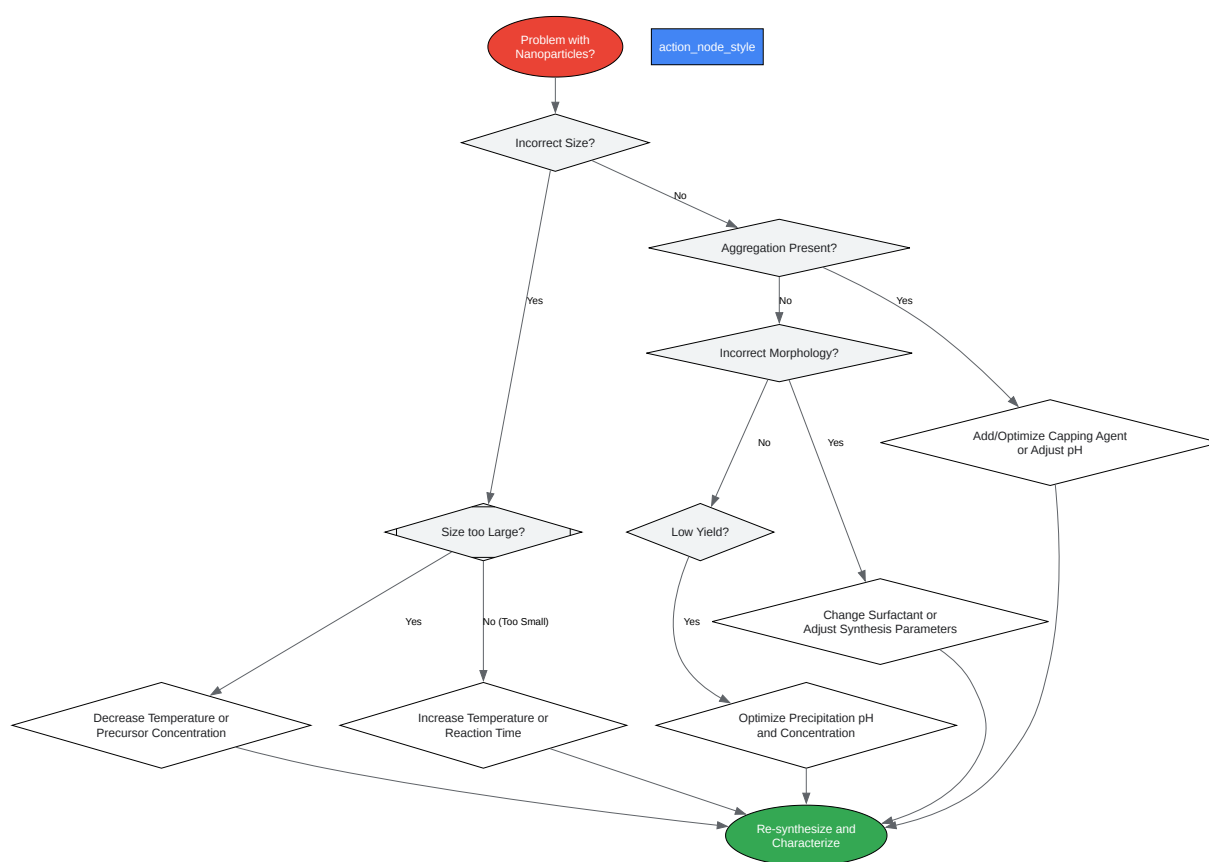 Problem with
Nanoparticles?
action_node_style
Incorrect Size?
No
Aggregation Present?
Yes
No
Yes
Incorrect Morphology?
Add/Optimize Capping Agent
or Adjust pH
No
Yes
Size too Large?
Low Yield?
Change Surfactant or
Adjust Synthesis Parameters
Yes
No (Too Small)
Yes
Decrease Temperature or
Precursor Concentration
Increase Temperature or
Reaction Time
Optimize Precipitation pH
and Concentration
Re-synthesize and
Characterize